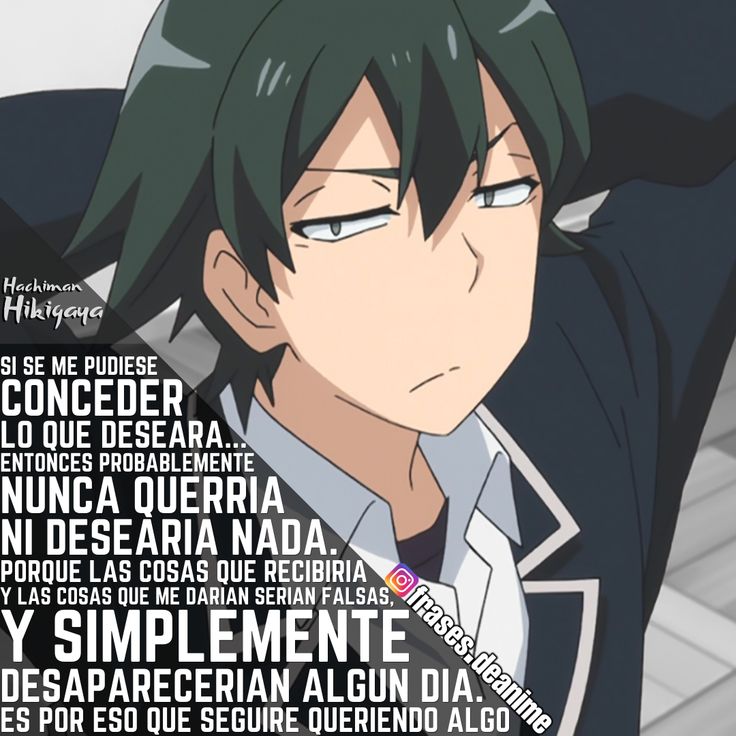 Hachiman
Hikigaya
SI SE ME PUDIESE
CONCEDER
LO QUE DESEARA...
ENTONCES PROBABLEMENTE
NUNCA QUERRIA
NI DESEARIA NADA.
PORQUE LAS COSAS QUE RECIBIRIA
Y LAS COSAS QUE ME DARIAN SERIAN FALSAS,
Y SIMPLEMENTE
DESAPARECERIAN ALGUN DIA.
ES POR ESO QUE SEGUIRE QUERIENDO ALGO
frases.deanime